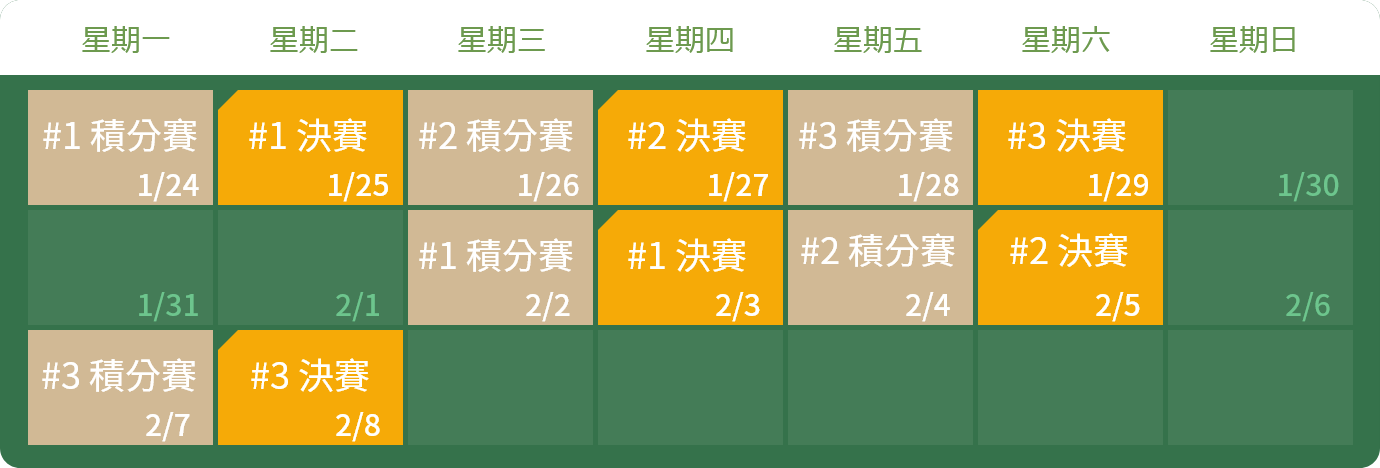 星期一 星期二 星期三 星期四 星期五 星期六 星期日
#1 積分賽 #1 決賽 #2 積分賽 #2 決賽 #3 積分賽 #3 決賽
1/24 1/25 1/26 1/27 1/28 1/29 1/30
#1 積分賽 #1 決賽 #2 積分賽 #2 決賽
1/31 2/1 2/2 2/3 2/4 2/5 2/6
#3 積分賽 #3 決賽
2/7 2/8